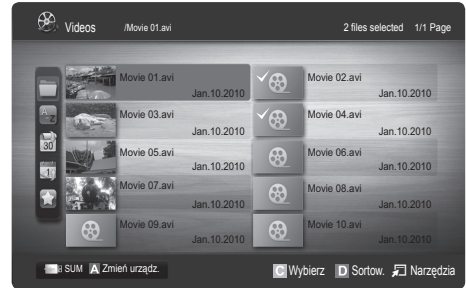 Videos /Movie 01.avi 2 files selected 1/1 Page
Movie 01.avi Movie 02.avi
Jan.10.2010 Jan.10.2010
Movie 03.avi Movie 04.avi
Jan.10.2010 Jan.10.2010
Movie 05.avi Movie 06.avi
Jan.10.2010 Jan.10.2010
Movie 07.avi Movie 08.avi
Jan.10.2010 Jan.10.2010
Movie 09.avi Movie 10.avi
Jan.10.2010 Jan.10.2010
30
1
SUM A Zmień urządz. C Wybierz D Sortow. Narzędzia